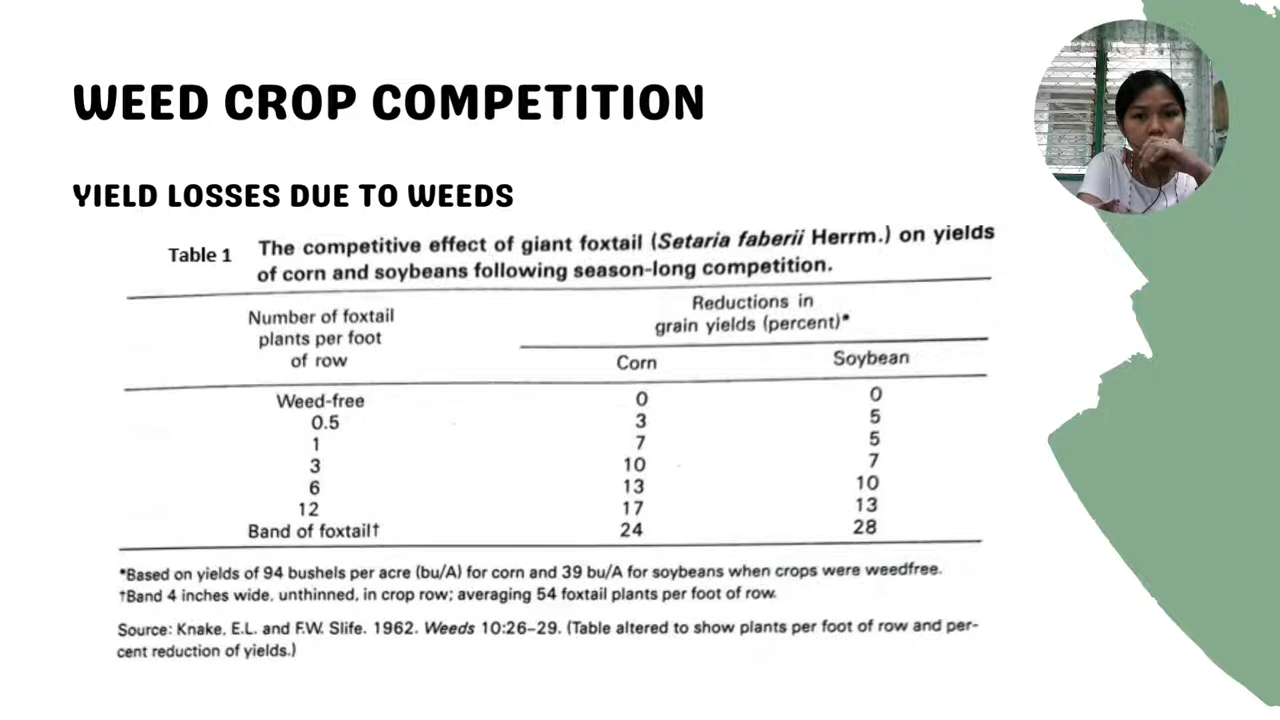 WEED CROP COMPETITION
YIELD LOSSES DUE TO WEEDS
Table 1 The competitive effect of giant foxtail (Setaria faberii Herrm.) on yields
of corn and soybeans following season-long competition.
Number of foxtail
plants per foot
of row
Reductions in
grain yields (percent)*
Corn Soybean
Weed-free 0 0
0.5 3 5
1 7 5
3 10 7
6 13 10
12 17 13
Band of foxtail† 24 28
*Based on yields of 94 bushels per acre (bu/A) for corn and 39 bu/A for soybeans when crops were weedfree.
†Band 4 inches wide, unthinned, in crop row; averaging 54 foxtail plants per foot of row.
Source: Knake, E.L. and F.W. Slife. 1962. Weeds 10:26–29. (Table altered to show plants per foot of row and per-
cent reduction of yields.)